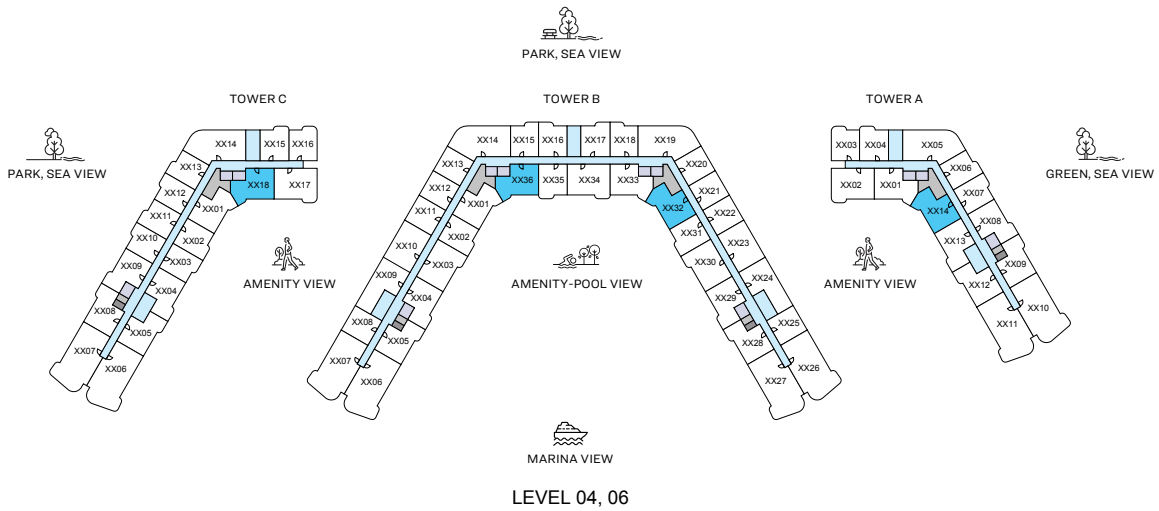 PARK, SEA VIEW
TOWER C
TOWER B
TOWER A
PARK, SEA VIEW
GREEN, SEA VIEW
XX14
XX15
XX16
XX13
XX12
XX11
XX10
XX09
XX08
XX07
XX06
XX05
XX04
XX03
XX02
XX01
XX18
XX17
XX14
XX15
XX16
XX17
XX18
XX19
XX13
XX12
XX11
XX10
XX09
XX08
XX07
XX06
XX05
XX04
XX03
XX02
XX01
XX36
XX35
XX34
XX33
XX32
XX31
XX30
XX29
XX28
XX27
XX26
XX25
XX24
XX23
XX22
XX21
XX20
XX03
XX04
XX05
XX02
XX01
XX06
XX07
XX08
XX09
XX10
XX11
XX12
XX13
XX14
AMENITY VIEW
AMENITY-POOL VIEW
AMENITY VIEW
MARINA VIEW
LEVEL 04, 06